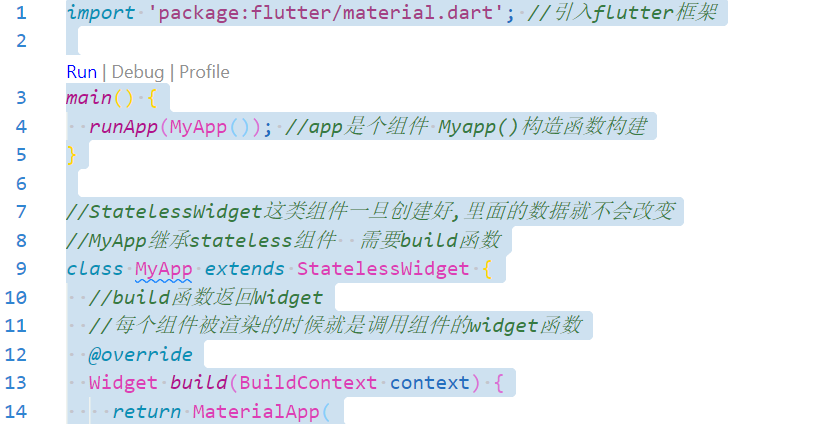 1 import 'package:flutter/material.dart'; //引入flutter框架
2
Run | Debug | Profile
3 main() {
4 runApp(MyApp()); //app是个组件 Myapp()构造函数构建
5 }
6
7 //StatelessWidget这类组件一旦创建好,里面的数据就不会改变
8 //MyApp继承stateless组件  需要build函数
9 class MyApp extends StatelessWidget {
10 //build函数返回Widget
11 //每个组件被渲染的时候就是调用组件的widget函数
12 @override
13 Widget build(BuildContext context) {
14 return MaterialApp(